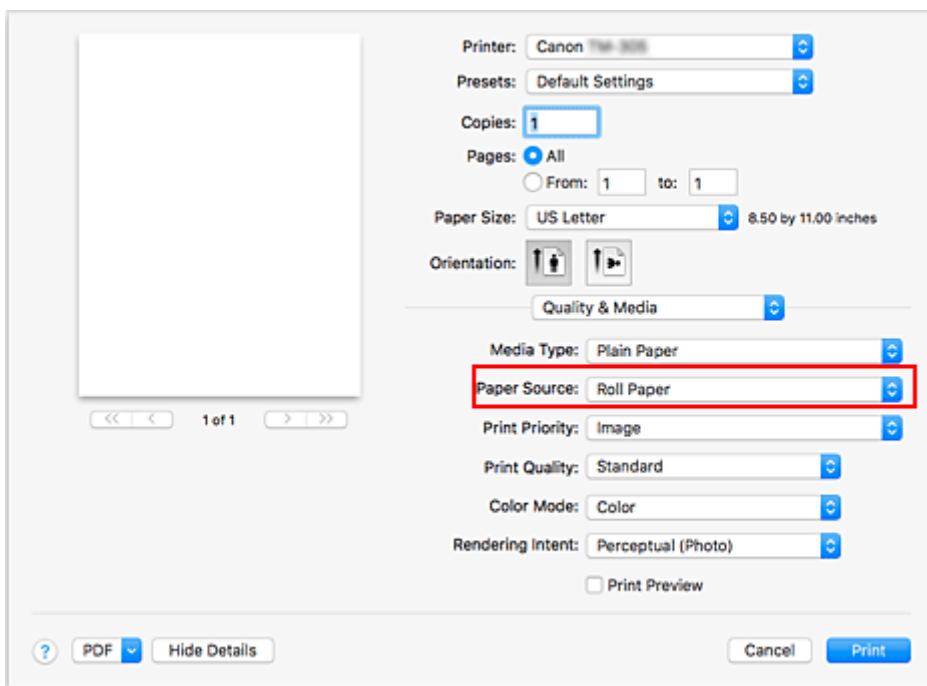 Printer: Canon
Presets: Default Settings
Copies: 1
Pages: All
From: 1 to: 1
Paper Size: US Letter 8.50 by 11.00 inches
Orientation:
Quality & Media
Media Type: Plain Paper
Paper Source: Roll Paper
<< < 1 of 1 > >>
Print Priority: Image
Print Quality: Standard
Color Mode: Color
Rendering Intent: Perceptual (Photo)
Print Preview
? PDF Hide Details Cancel Print